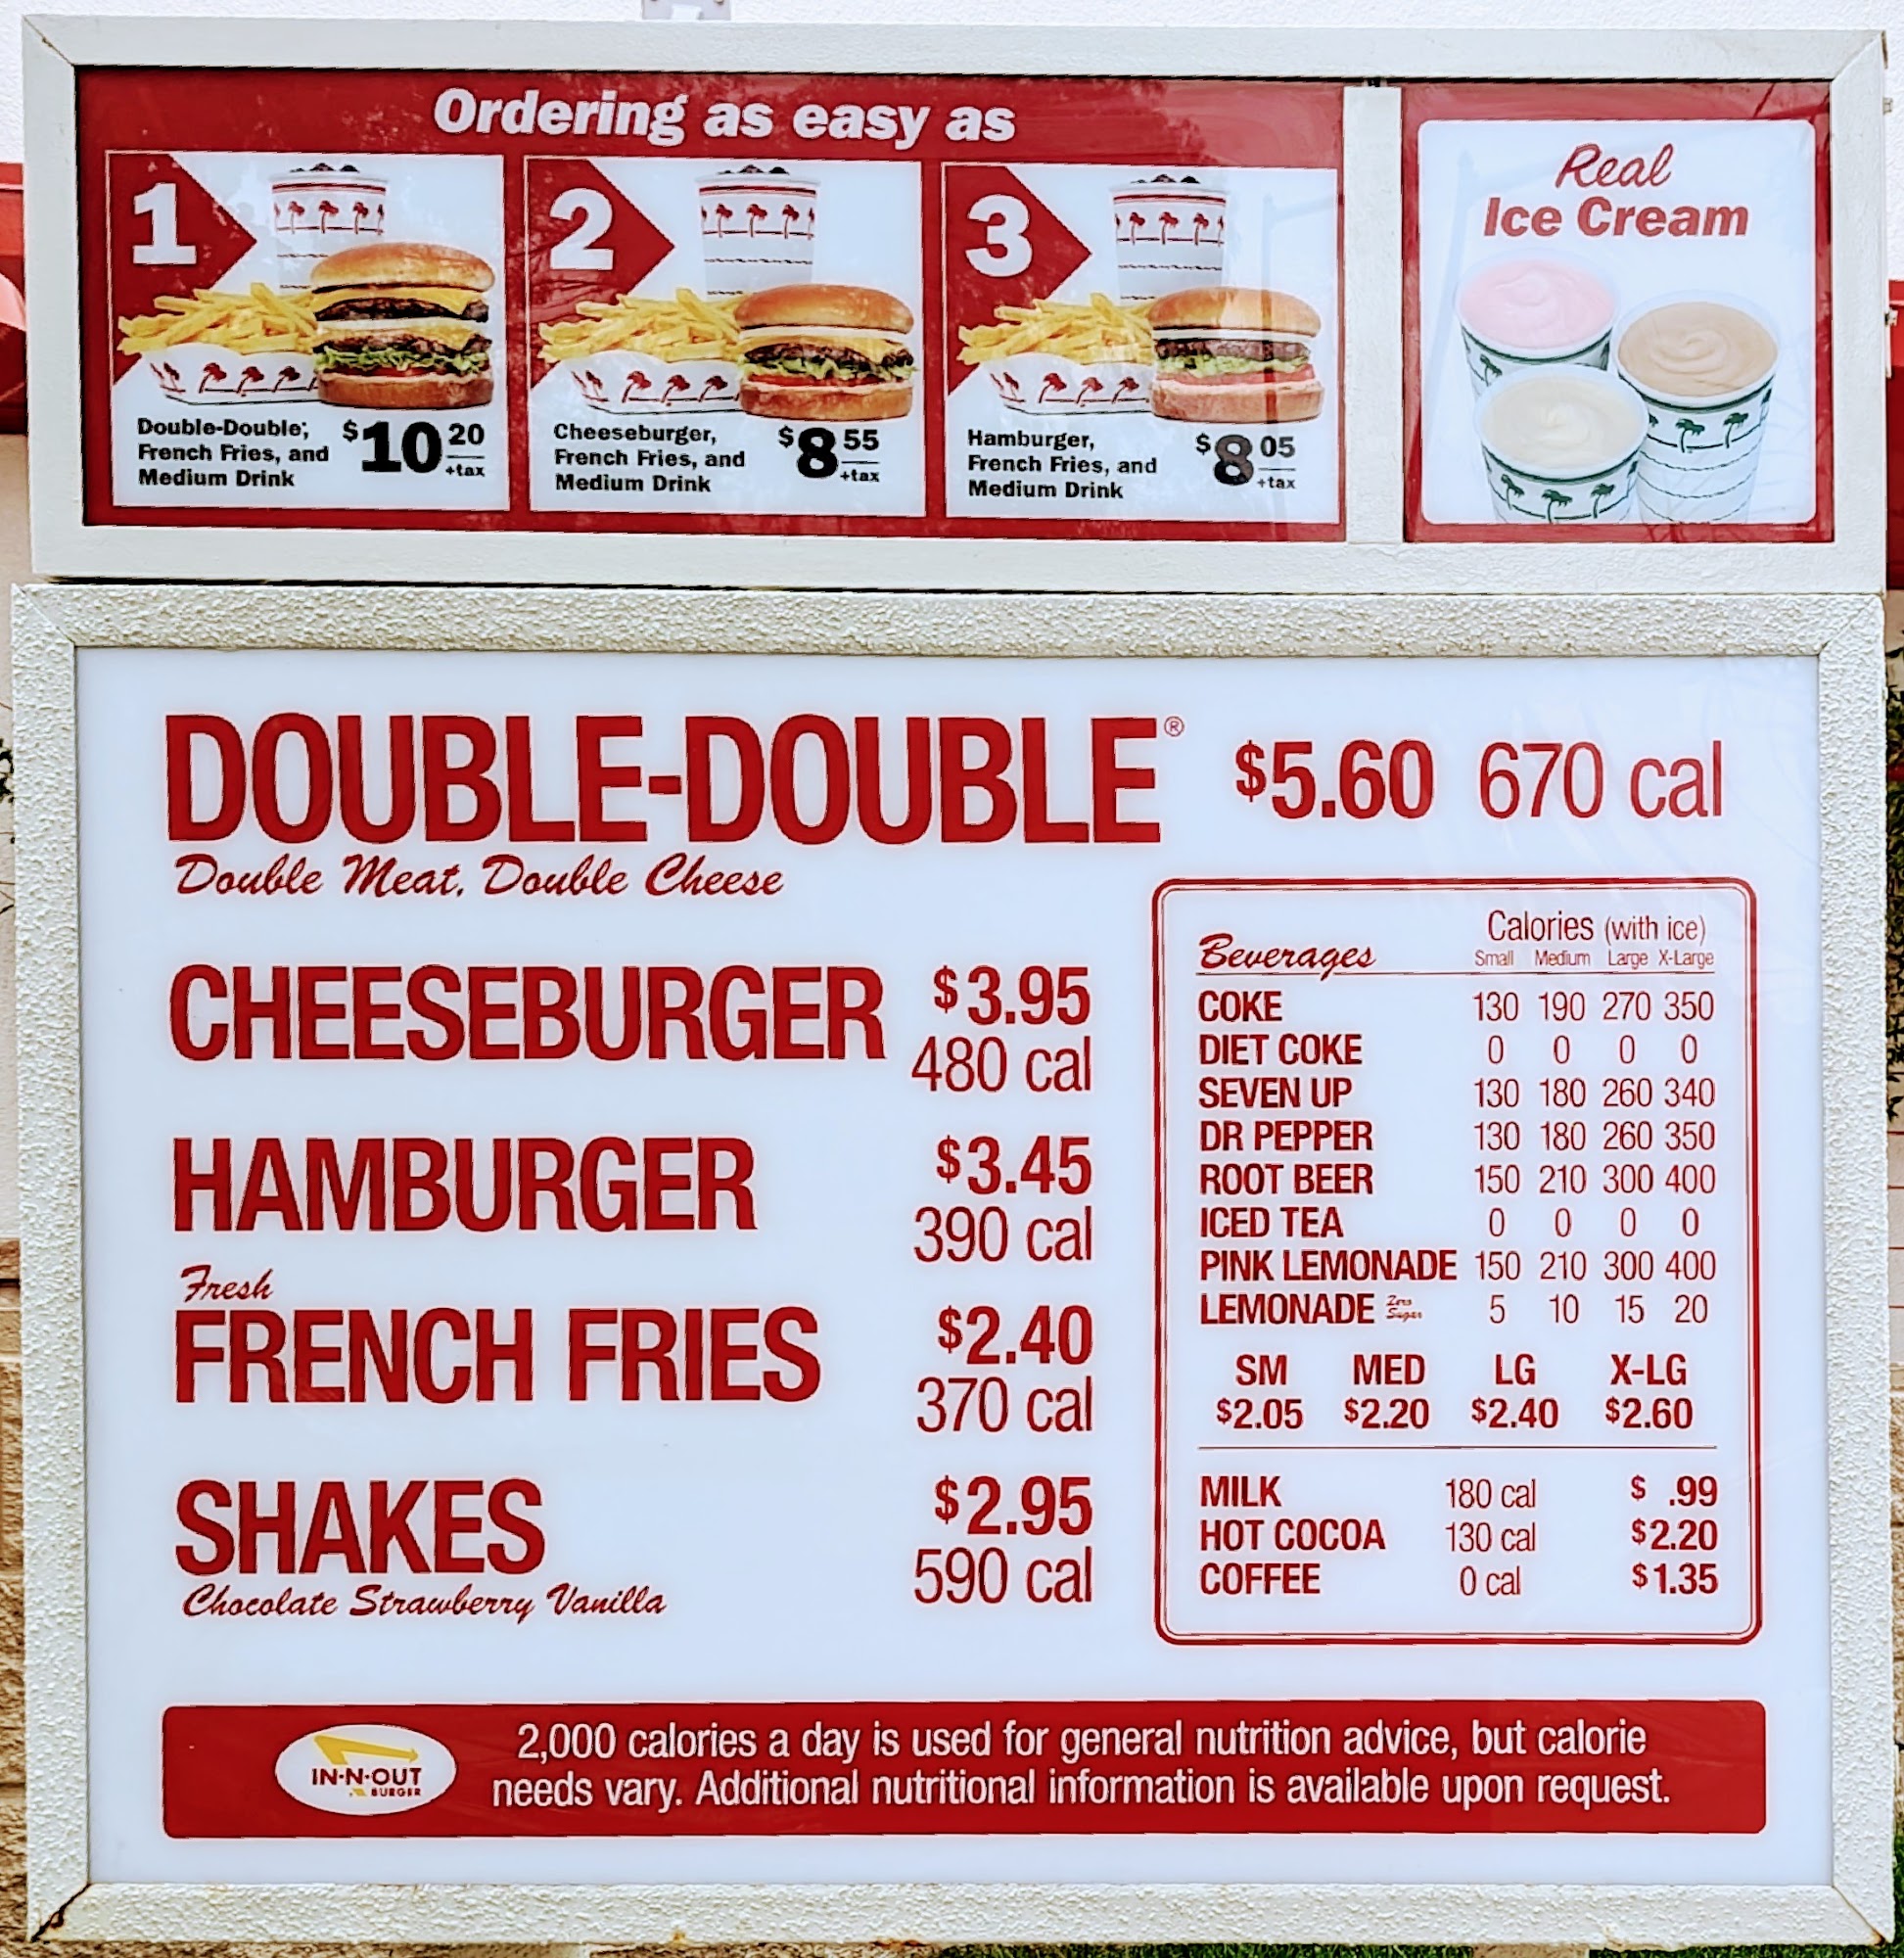 Ordering as easy as
1
Double-Double®,
French Fries, and
Medium Drink
$10 20
+tax
2
Cheeseburger,
French Fries, and
Medium Drink
$8 55
+tax
3
Hamburger,
French Fries, and
Medium Drink
$8 05
+tax
Real
Ice Cream
DOUBLE-DOUBLE® $5.60 670 cal
Double Meat, Double Cheese
CHEESEBURGER $3.95
480 cal
HAMBURGER $3.45
390 cal
Fresh
FRENCH FRIES $2.40
370 cal
SHAKES $2.95
590 cal
Chocolate Strawberry Vanilla
Calories (with ice)
Beverages Small Medium Large X-Large
COKE 130 190 270 350
DIET COKE 0 0 0 0
SEVEN UP 130 180 260 340
DR PEPPER 130 180 260 350
ROOT BEER 150 210 300 400
ICED TEA 0 0 0 0
PINK LEMONADE 150 210 300 400
LEMONADE Zero Sugar 5 10 15 20
SM MED LG X-LG
$2.05 $2.20 $2.40 $2.60
MILK 180 cal $ .99
HOT COCOA 130 cal $2.20
COFFEE 0 cal $1.35
IN-N-OUT
BURGER
2,000 calories a day is used for general nutrition advice, but calorie
needs vary. Additional nutritional information is available upon request.